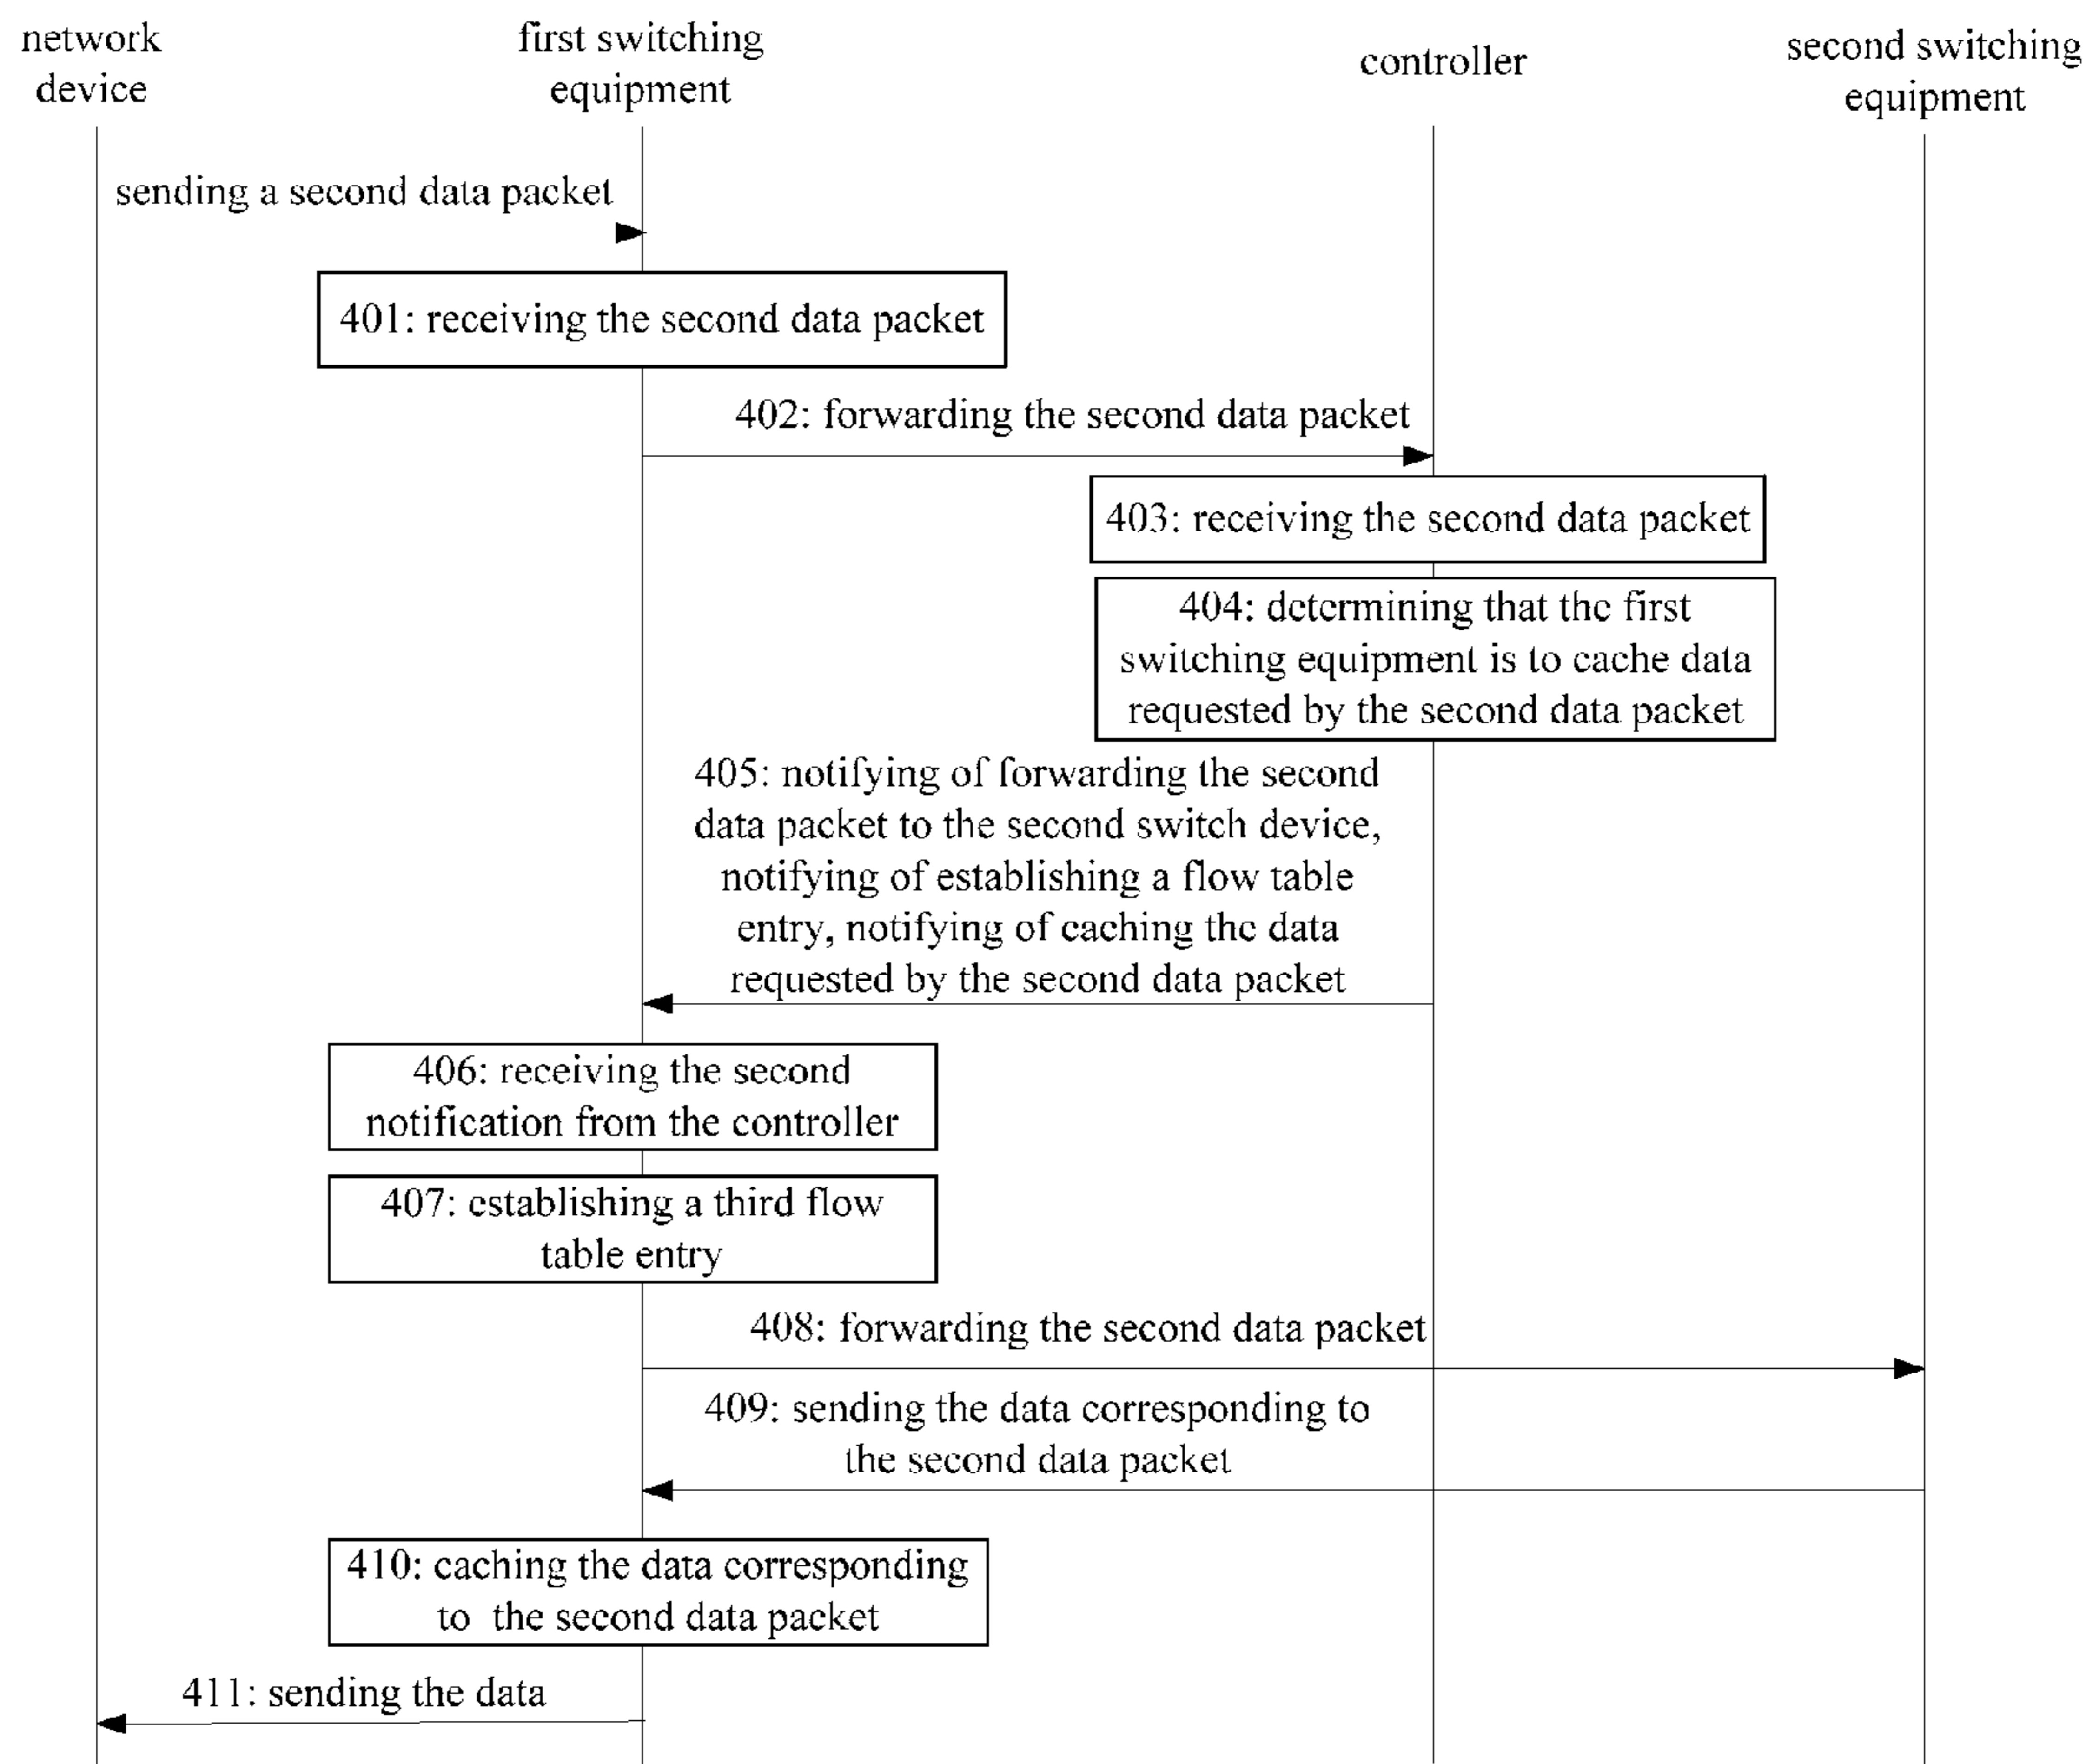 network
device
first switching
equipment
controller
second switching
equipment
sending a second data packet
401: receiving the second data packet
402: forwarding the second data packet
403: receiving the second data packet
404: determining that the first
switching equipment is to cache data
requested by the second data packet
405: notifying of forwarding the second
data packet to the second switch device,
notifying of establishing a flow table
entry, notifying of caching the data
requested by the second data packet
406: receiving the second
notification from the controller
407: establishing a third flow
table entry
408: forwarding the second data packet
409: sending the data corresponding to
the second data packet
410: caching the data corresponding
to the second data packet
411: sending the data